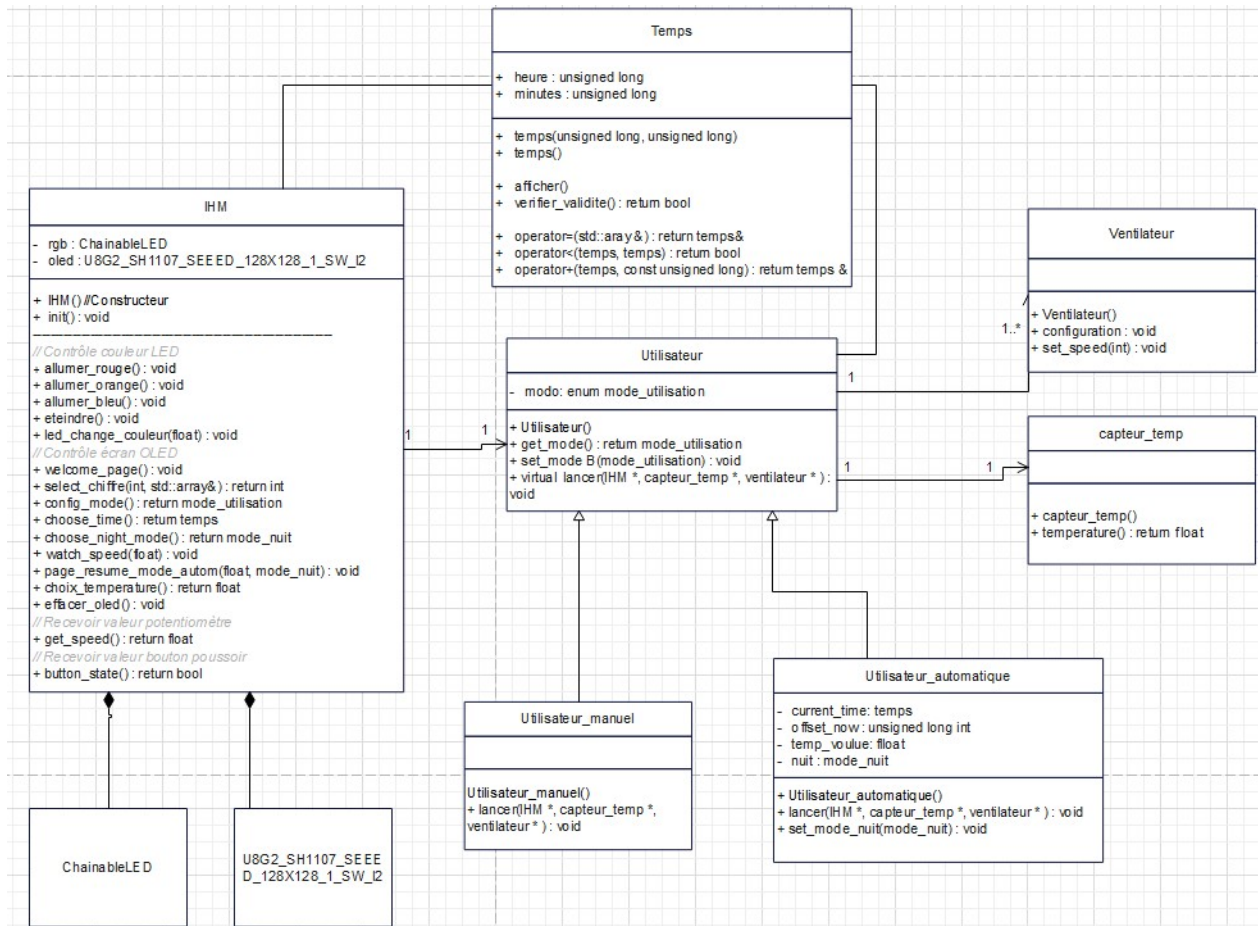 Temps
+ heure : unsigned long
+ minutes : unsigned long
+ temps(unsigned long, unsigned long)
+ temps()
+ afficher()
+ verifier_validite() : return bool
+ operator=(std::aray&) : return temps&
+ operator<(temps, temps) : return bool
+ operator+(temps, const unsigned long) : return temps &
IHM
- rgb : ChainableLED
- oled : U8G2_SH1107_SEEED_128X128_1_SW_I2
+ IHM() //Constructeur
+ init() : void
//Contrôle couleur LED
+ allumer_rouge() : void
+ allumer_orange() : void
+ allumer_bleu() : void
+ eteindre() : void
+ led_change_couleur(float) : void
//Contrôle écran OLED
+ welcome_page() : void
+ select_chiffre(int, std::array&) : return int
+ config_mode() : return mode_utilisation
+ choose_time() : return temps
+ choose_night_mode() : return mode_nuit
+ watch_speed(float) : void
+ page_resume_mode_autom(float, mode_nuit) : void
+ choix_temperature() : return float
+ effacer_oled() : void
//Recevoir valeur potentiomètre
+ get_speed() : return float
//Recevoir valeur bouton poussoir
+ button_state() : return bool
1
1
Utilisateur
- modo: enum mode_utilisation
+ Utilisateur()
+ get_mode() : return mode_utilisation
+ set_mode B(mode_utilisation) : void
+ virtual lancer(IHM *, capteur_temp *, ventilateur * ) :
void
1
1..*
Ventilateur
+ Ventilateur()
+ configuration : void
+ set_speed(int) : void
1
1
capteur_temp
+ capteur_temp()
+ temperature() : return float
Utilisateur_manuel
Utilisateur_manuel()
+ lancer(IHM *, capteur_temp *,
ventilateur * ) : void
Utilisateur_automatique
- current_time: temps
- offset_now : unsigned long int
- temp_voulue: float
- nuit : mode_nuit
+ Utilisateur_automatique()
+ lancer(IHM *, capteur_temp *, ventilateur * ) : void
+ set_mode_nuit(mode_nuit) : void
ChainableLED
U8G2_SH1107_SEEE
D_128X128_1_SW_I2